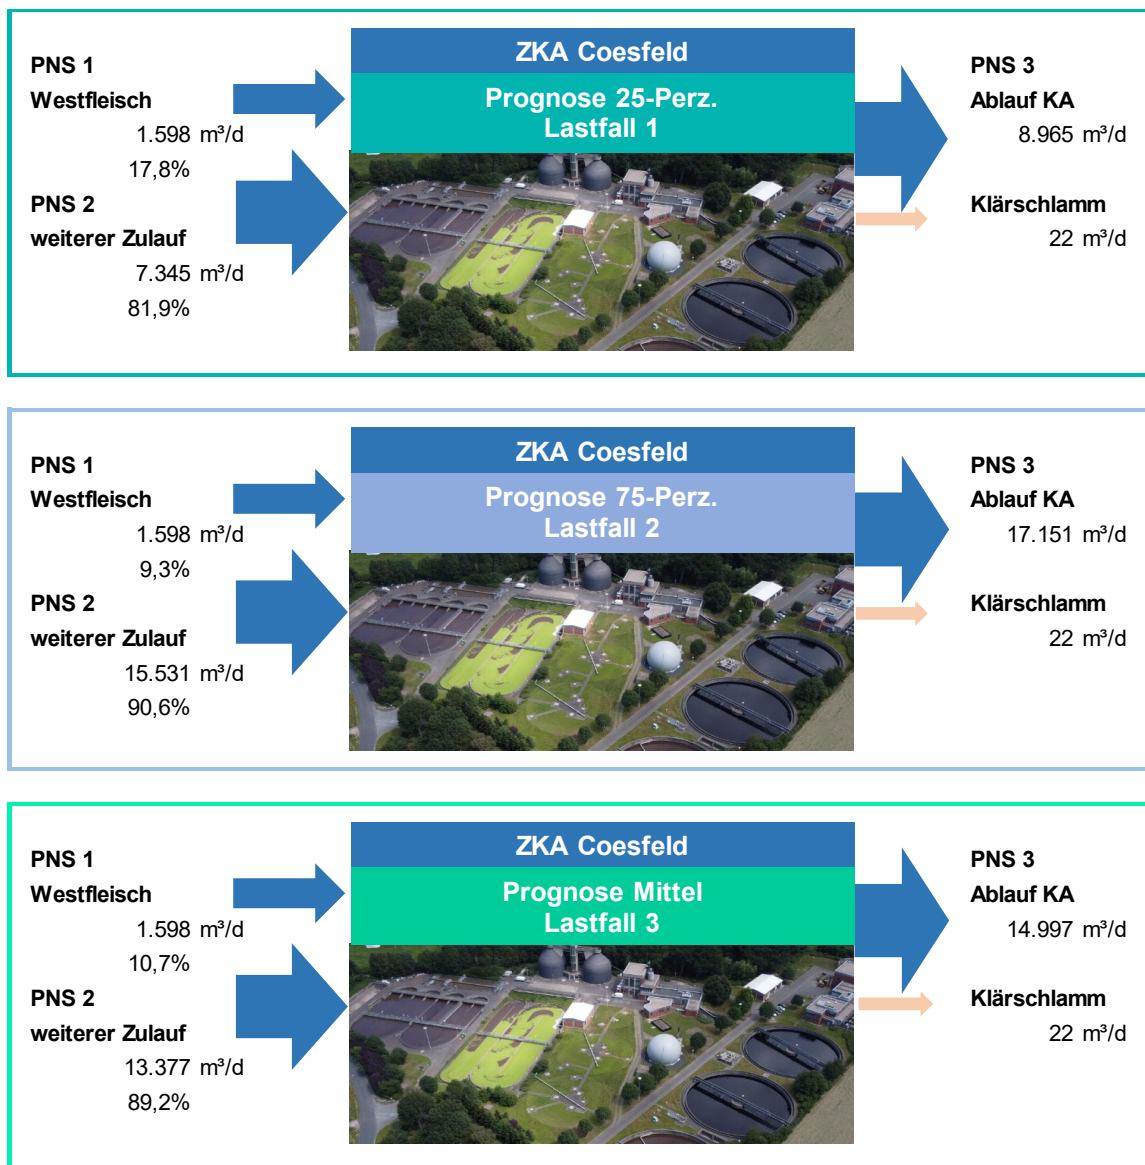 ZKA Coesfeld
Prognose 25-Perz.
Lastfall 1
PNS 1
Westfleisch
1.598 m³/d
17,8%
PNS 2
weiterer Zulauf
7.345 m³/d
81,9%
PNS 3
Ablauf KA
8.965 m³/d
Klärschlamm
22 m³/d
ZKA Coesfeld
Prognose 75-Perz.
Lastfall 2
PNS 1
Westfleisch
1.598 m³/d
9,3%
PNS 2
weiterer Zulauf
15.531 m³/d
90,6%
PNS 3
Ablauf KA
17.151 m³/d
Klärschlamm
22 m³/d
ZKA Coesfeld
Prognose Mittel
Lastfall 3
PNS 1
Westfleisch
1.598 m³/d
10,7%
PNS 2
weiterer Zulauf
13.377 m³/d
89,2%
PNS 3
Ablauf KA
14.997 m³/d
Klärschlamm
22 m³/d